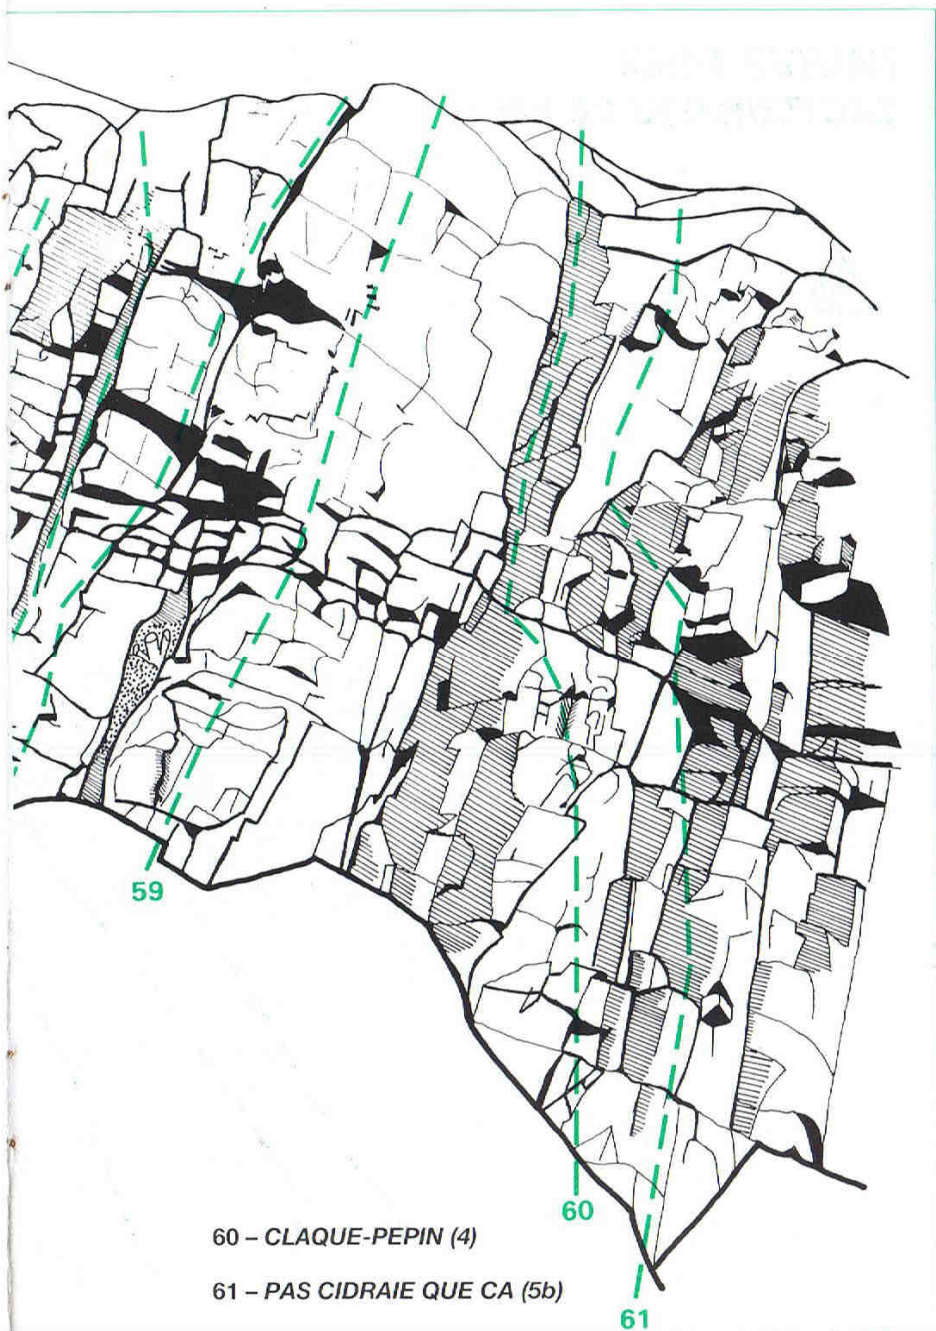 59
60
60 – CLAQUE-PEPIN (4)
61 – PAS CIDRAIE QUE CA (5b)
61